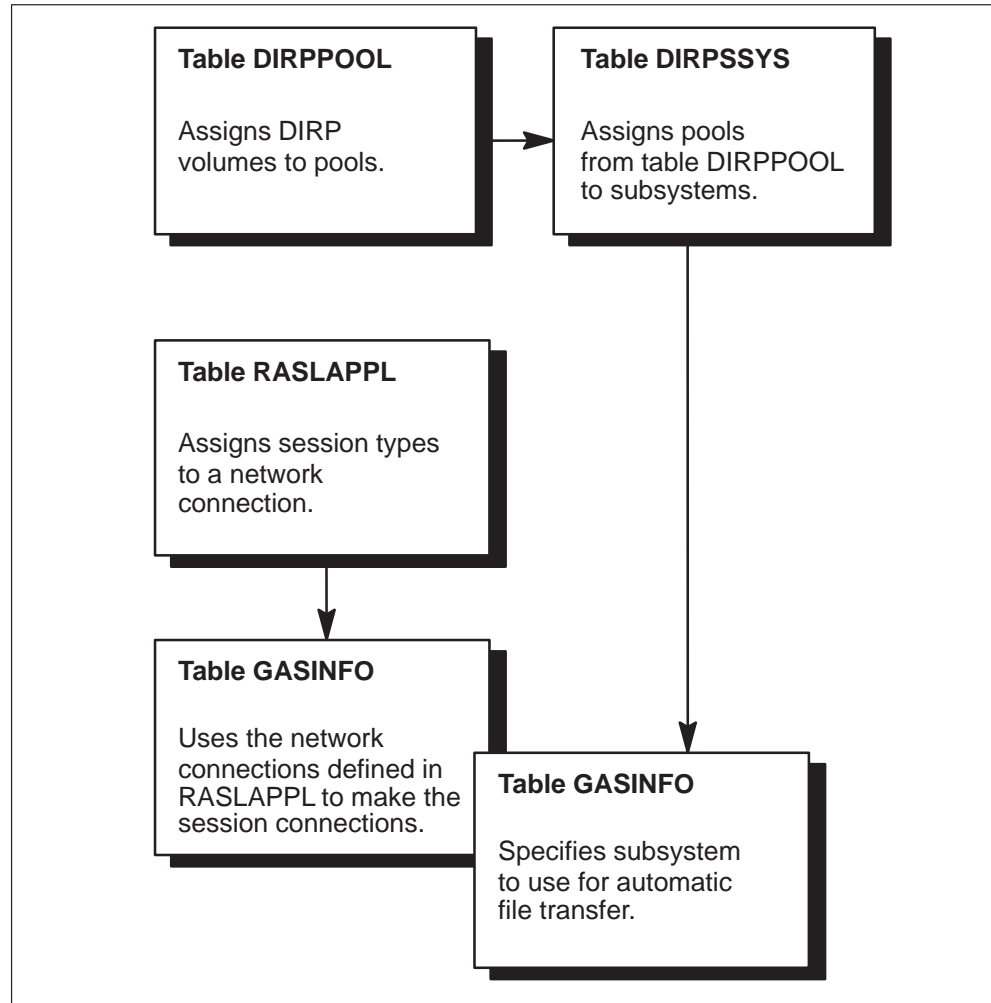 Table DIRPPOOL
Assigns DIRP
volumes to pools.
Table DIRPSSYS
Assigns pools
from table DIRPPOOL
to subsystems.
Table RASLAPPL
Assigns session types
to a network
connection.
Table GASINFO
Uses the network
connections defined in
RASLAPPL to make the
session connections.
Table GASINFO
Specifies subsystem
to use for automatic
file transfer.